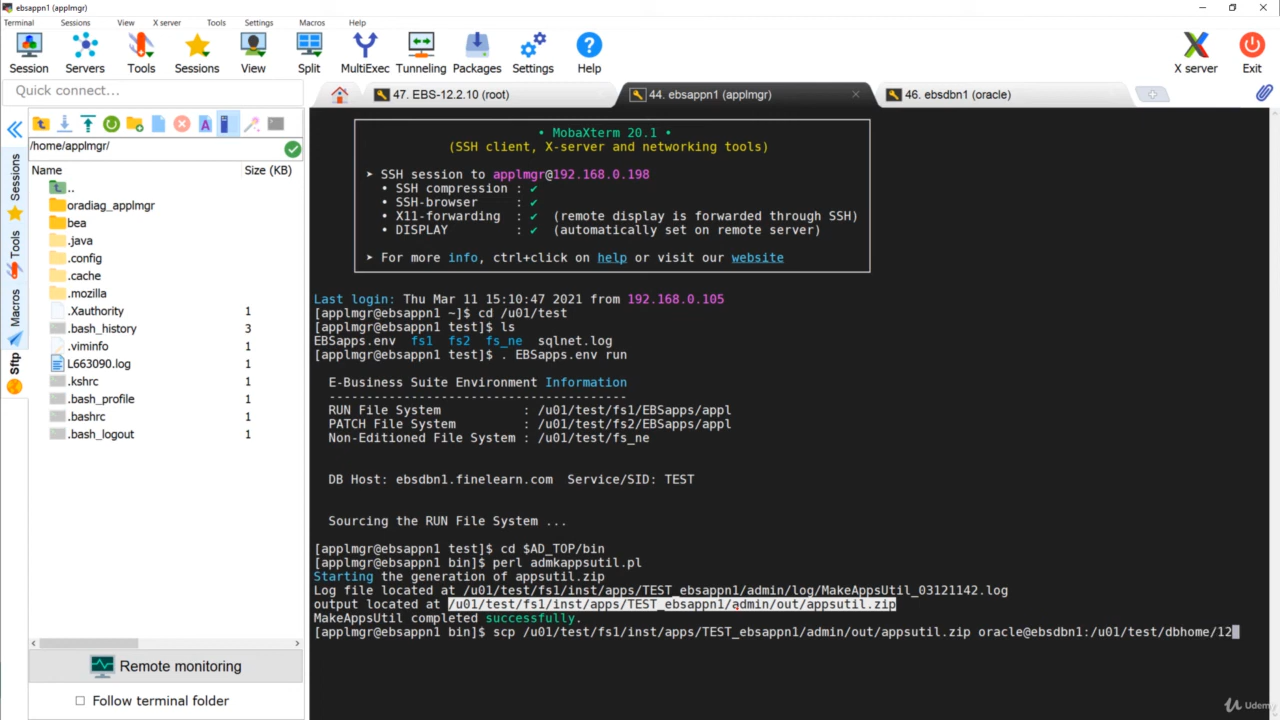 ebsappn1 (applmgr)
Terminal Sessions View X server Tools Settings Macros Help
Session Servers Tools Sessions View Split MultiExec Tunneling Packages Settings Help X server Exit
Quick connect...
47. EBS-12.2.10 (root)
44. ebsappn1 (applmgr)
46. ebsdbn1 (oracle)
Sessions
Tools
Macros
Sftp
/home/applmgr/
Name Size (KB)
..
oradiag_applmgr
bea
.java
.config
.cache
.mozilla
.Xauthority 1
.bash_history 3
.viminfo 1
L663090.log 1
.kshrc 1
.bash_profile 1
.bashrc 1
.bash_logout 1
Remote monitoring
Follow terminal folder
• MobaXterm 20.1 •
(SSH client, X-server and networking tools)
➤ SSH session to applmgr@192.168.0.198
• SSH compression : ✔
• SSH-browser : ✔
• X11-forwarding : ✔ (remote display is forwarded through SSH)
• DISPLAY : ✔ (automatically set on remote server)
➤ For more info, ctrl+click on help or visit our website
Last login: Thu Mar 11 15:10:47 2021 from 192.168.0.105
[applmgr@ebsappn1 ~]$ cd /u01/test
[applmgr@ebsappn1 test]$ ls
EBSapps.env fs1 fs2 fs_ne sqlnet.log
[applmgr@ebsappn1 test]$ . EBSapps.env run
E-Business Suite Environment Information
----------------------------------------
RUN File System : /u01/test/fs1/EBSapps/appl
PATCH File System : /u01/test/fs2/EBSapps/appl
Non-Editioned File System : /u01/test/fs_ne
DB Host: ebsdbn1.finelearn.com Service/SID: TEST
Sourcing the RUN File System ...
[applmgr@ebsappn1 test]$ cd $AD_TOP/bin
[applmgr@ebsappn1 bin]$ perl admkappsutil.pl
Starting the generation of appsutil.zip
Log file located at /u01/test/fs1/inst/apps/TEST_ebsappn1/admin/log/MakeAppsUtil_03121142.log
output located at /u01/test/fs1/inst/apps/TEST_ebsappn1/admin/out/appsutil.zip
MakeAppsUtil completed successfully.
[applmgr@ebsappn1 bin]$ scp /u01/test/fs1/inst/apps/TEST_ebsappn1/admin/out/appsutil.zip oracle@ebsdbn1:/u01/test/dbhome/12
Udemy